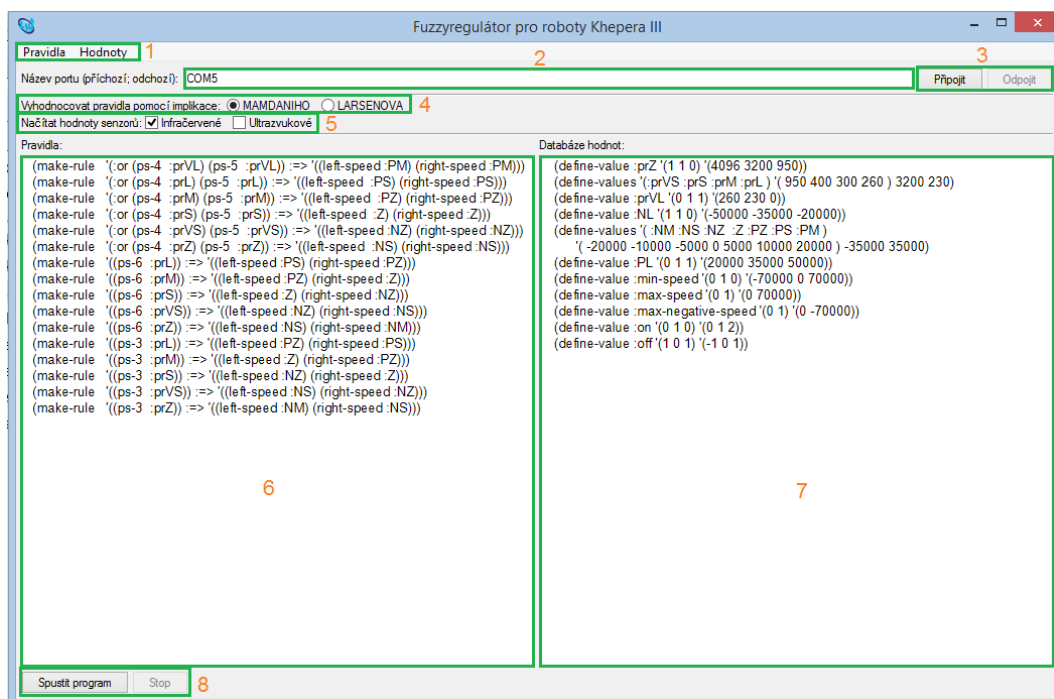 Fuzzyregulátor pro roboty Khepera III
Pravidla Hodnoty 1
2
3
Název portu (příchozí; odchozí): COM5 Připojit Odpojit
Vyhodnocovat pravidla pomocí implikace: MAMDANIHO LARSENOVA 4
Načítat hodnoty senzorů: Infračervené Ultrazvukové 5
Pravidla:
(make-rule '(:or (ps-4 :prVL) (ps-5 :prVL)) :=> '((left-speed :PM) (right-speed :PM)))
(make-rule '(:or (ps-4 :prL) (ps-5 :prL)) :=> '((left-speed :PS) (right-speed :PS)))
(make-rule '(:or (ps-4 :prM) (ps-5 :prM)) :=> '((left-speed :PZ) (right-speed :PZ)))
(make-rule '(:or (ps-4 :prS) (ps-5 :prS)) :=> '((left-speed :Z) (right-speed :Z)))
(make-rule '(:or (ps-4 :prVS) (ps-5 :prVS)) :=> '((left-speed :NZ) (right-speed :NZ)))
(make-rule '(:or (ps-4 :prZ) (ps-5 :prZ)) :=> '((left-speed :NS) (right-speed :NS)))
(make-rule '((ps-6 :prL)) :=> '((left-speed :PS) (right-speed :PZ)))
(make-rule '((ps-6 :prM)) :=> '((left-speed :PZ) (right-speed :Z)))
(make-rule '((ps-6 :prS)) :=> '((left-speed :Z) (right-speed :NZ)))
(make-rule '((ps-6 :prVS)) :=> '((left-speed :NZ) (right-speed :NS)))
(make-rule '((ps-6 :prZ)) :=> '((left-speed :NS) (right-speed :NM)))
(make-rule '((ps-3 :prL)) :=> '((left-speed :PZ) (right-speed :PS)))
(make-rule '((ps-3 :prM)) :=> '((left-speed :Z) (right-speed :PZ)))
(make-rule '((ps-3 :prS)) :=> '((left-speed :NZ) (right-speed :Z)))
(make-rule '((ps-3 :prVS)) :=> '((left-speed :NS) (right-speed :NZ)))
(make-rule '((ps-3 :prZ)) :=> '((left-speed :NM) (right-speed :NS)))
6
Databáze hodnot:
(define-value :prZ '(1 1 0) '(4096 3200 950))
(define-values '(:prVS :prS :prM :prL ) '( 950 400 300 260 ) 3200 230)
(define-value :prVL '(0 1 1) '(260 230 0))
(define-value :NL '(1 1 0) '(-50000 -35000 -20000))
(define-values '( :NM :NS :NZ :Z :PZ :PS :PM )
'( -20000 -10000 -5000 0 5000 10000 20000 ) -35000 35000)
(define-value :PL '(0 1 1) '(20000 35000 50000))
(define-value :min-speed '(0 1 0) '(-70000 0 70000))
(define-value :max-speed '(0 1) '(0 70000))
(define-value :max-negative-speed '(0 1) '(0 -70000))
(define-value :on '(0 1 0) '(0 1 2))
(define-value :off '(1 0 1) '(-1 0 1))
7
Spustit program Stop 8